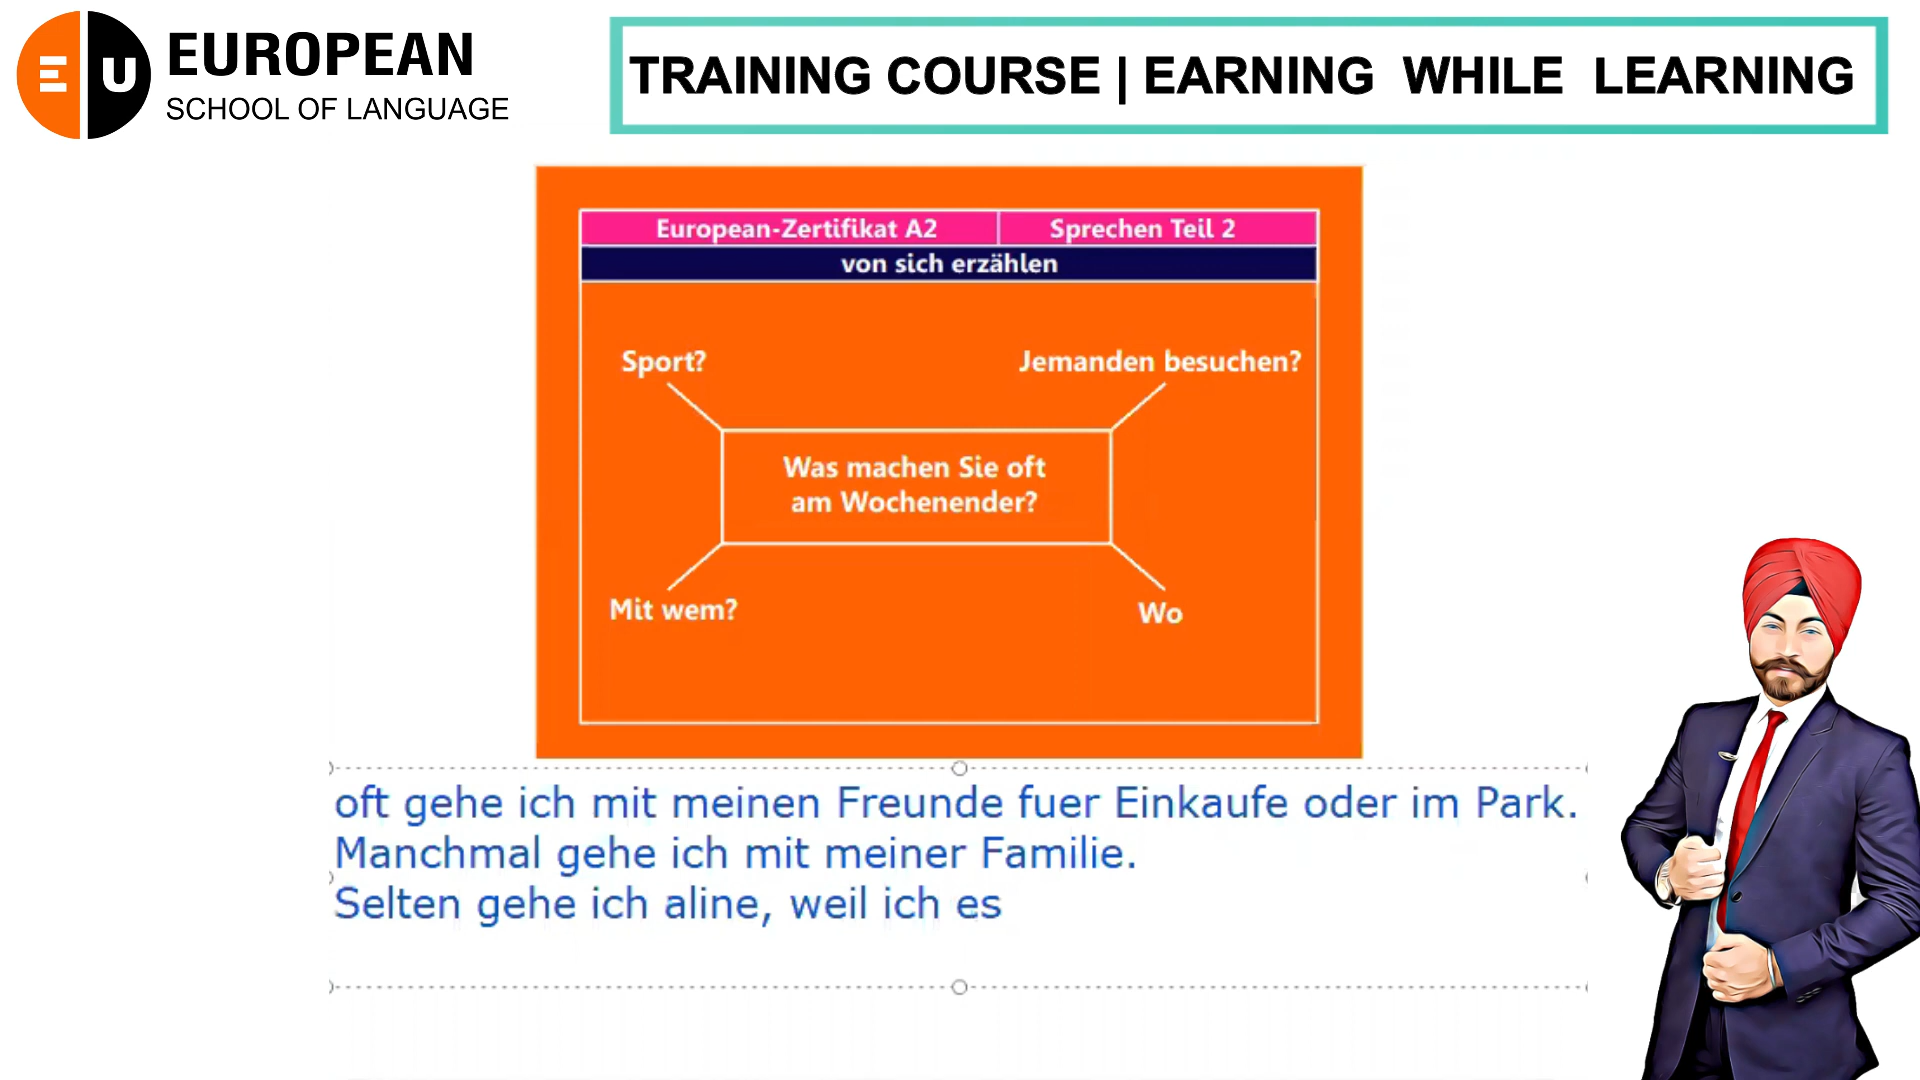 EU EUROPEAN
SCHOOL OF LANGUAGE
TRAINING COURSE | EARNING WHILE LEARNING
European-Zertifikat A2 Sprechen Teil 2
von sich erzählen
Sport? Jemanden besuchen?
Was machen Sie oft
am Wochenender?
Mit wem? Wo
oft gehe ich mit meinen Freunde fuer Einkaufe oder im Park.
Manchmal gehe ich mit meiner Familie.
Selten gehe ich aline, weil ich es